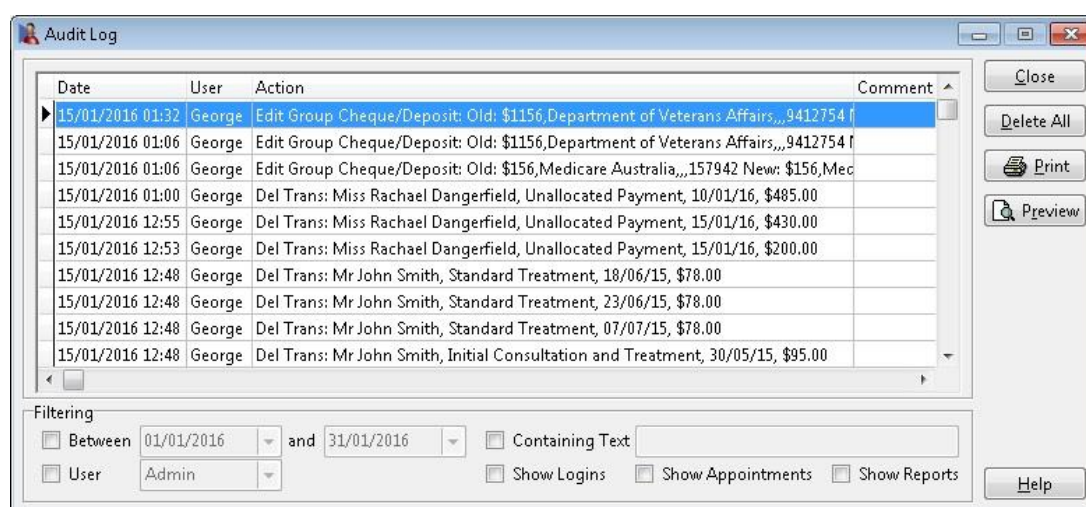 Audit Log
Close
Date User Action Comment
15/01/2016 01:32 George Edit Group Cheque/Deposit: Old: $1156,Department of Veterans Affairs,,,9412754
Delete All
15/01/2016 01:06 George Edit Group Cheque/Deposit: Old: $1156,Department of Veterans Affairs,,,9412754
15/01/2016 01:06 George Edit Group Cheque/Deposit: Old: $156,Medicare Australia,,,157942 New: $156,Mec
Print
15/01/2016 01:00 George Del Trans: Miss Rachael Dangerfield, Unallocated Payment, 10/01/16, $485.00
15/01/2016 12:55 George Del Trans: Miss Rachael Dangerfield, Unallocated Payment, 15/01/16, $430.00
Preview
15/01/2016 12:53 George Del Trans: Miss Rachael Dangerfield, Unallocated Payment, 15/01/16, $200.00
15/01/2016 12:48 George Del Trans: Mr John Smith, Standard Treatment, 18/06/15, $78.00
15/01/2016 12:48 George Del Trans: Mr John Smith, Standard Treatment, 23/06/15, $78.00
15/01/2016 12:48 George Del Trans: Mr John Smith, Standard Treatment, 07/07/15, $78.00
15/01/2016 12:48 George Del Trans: Mr John Smith, Initial Consultation and Treatment, 30/05/15, $95.00
Filtering
Between 01/01/2016 and 31/01/2016 Containing Text
User Admin Show Logins Show Appointments Show Reports
Help